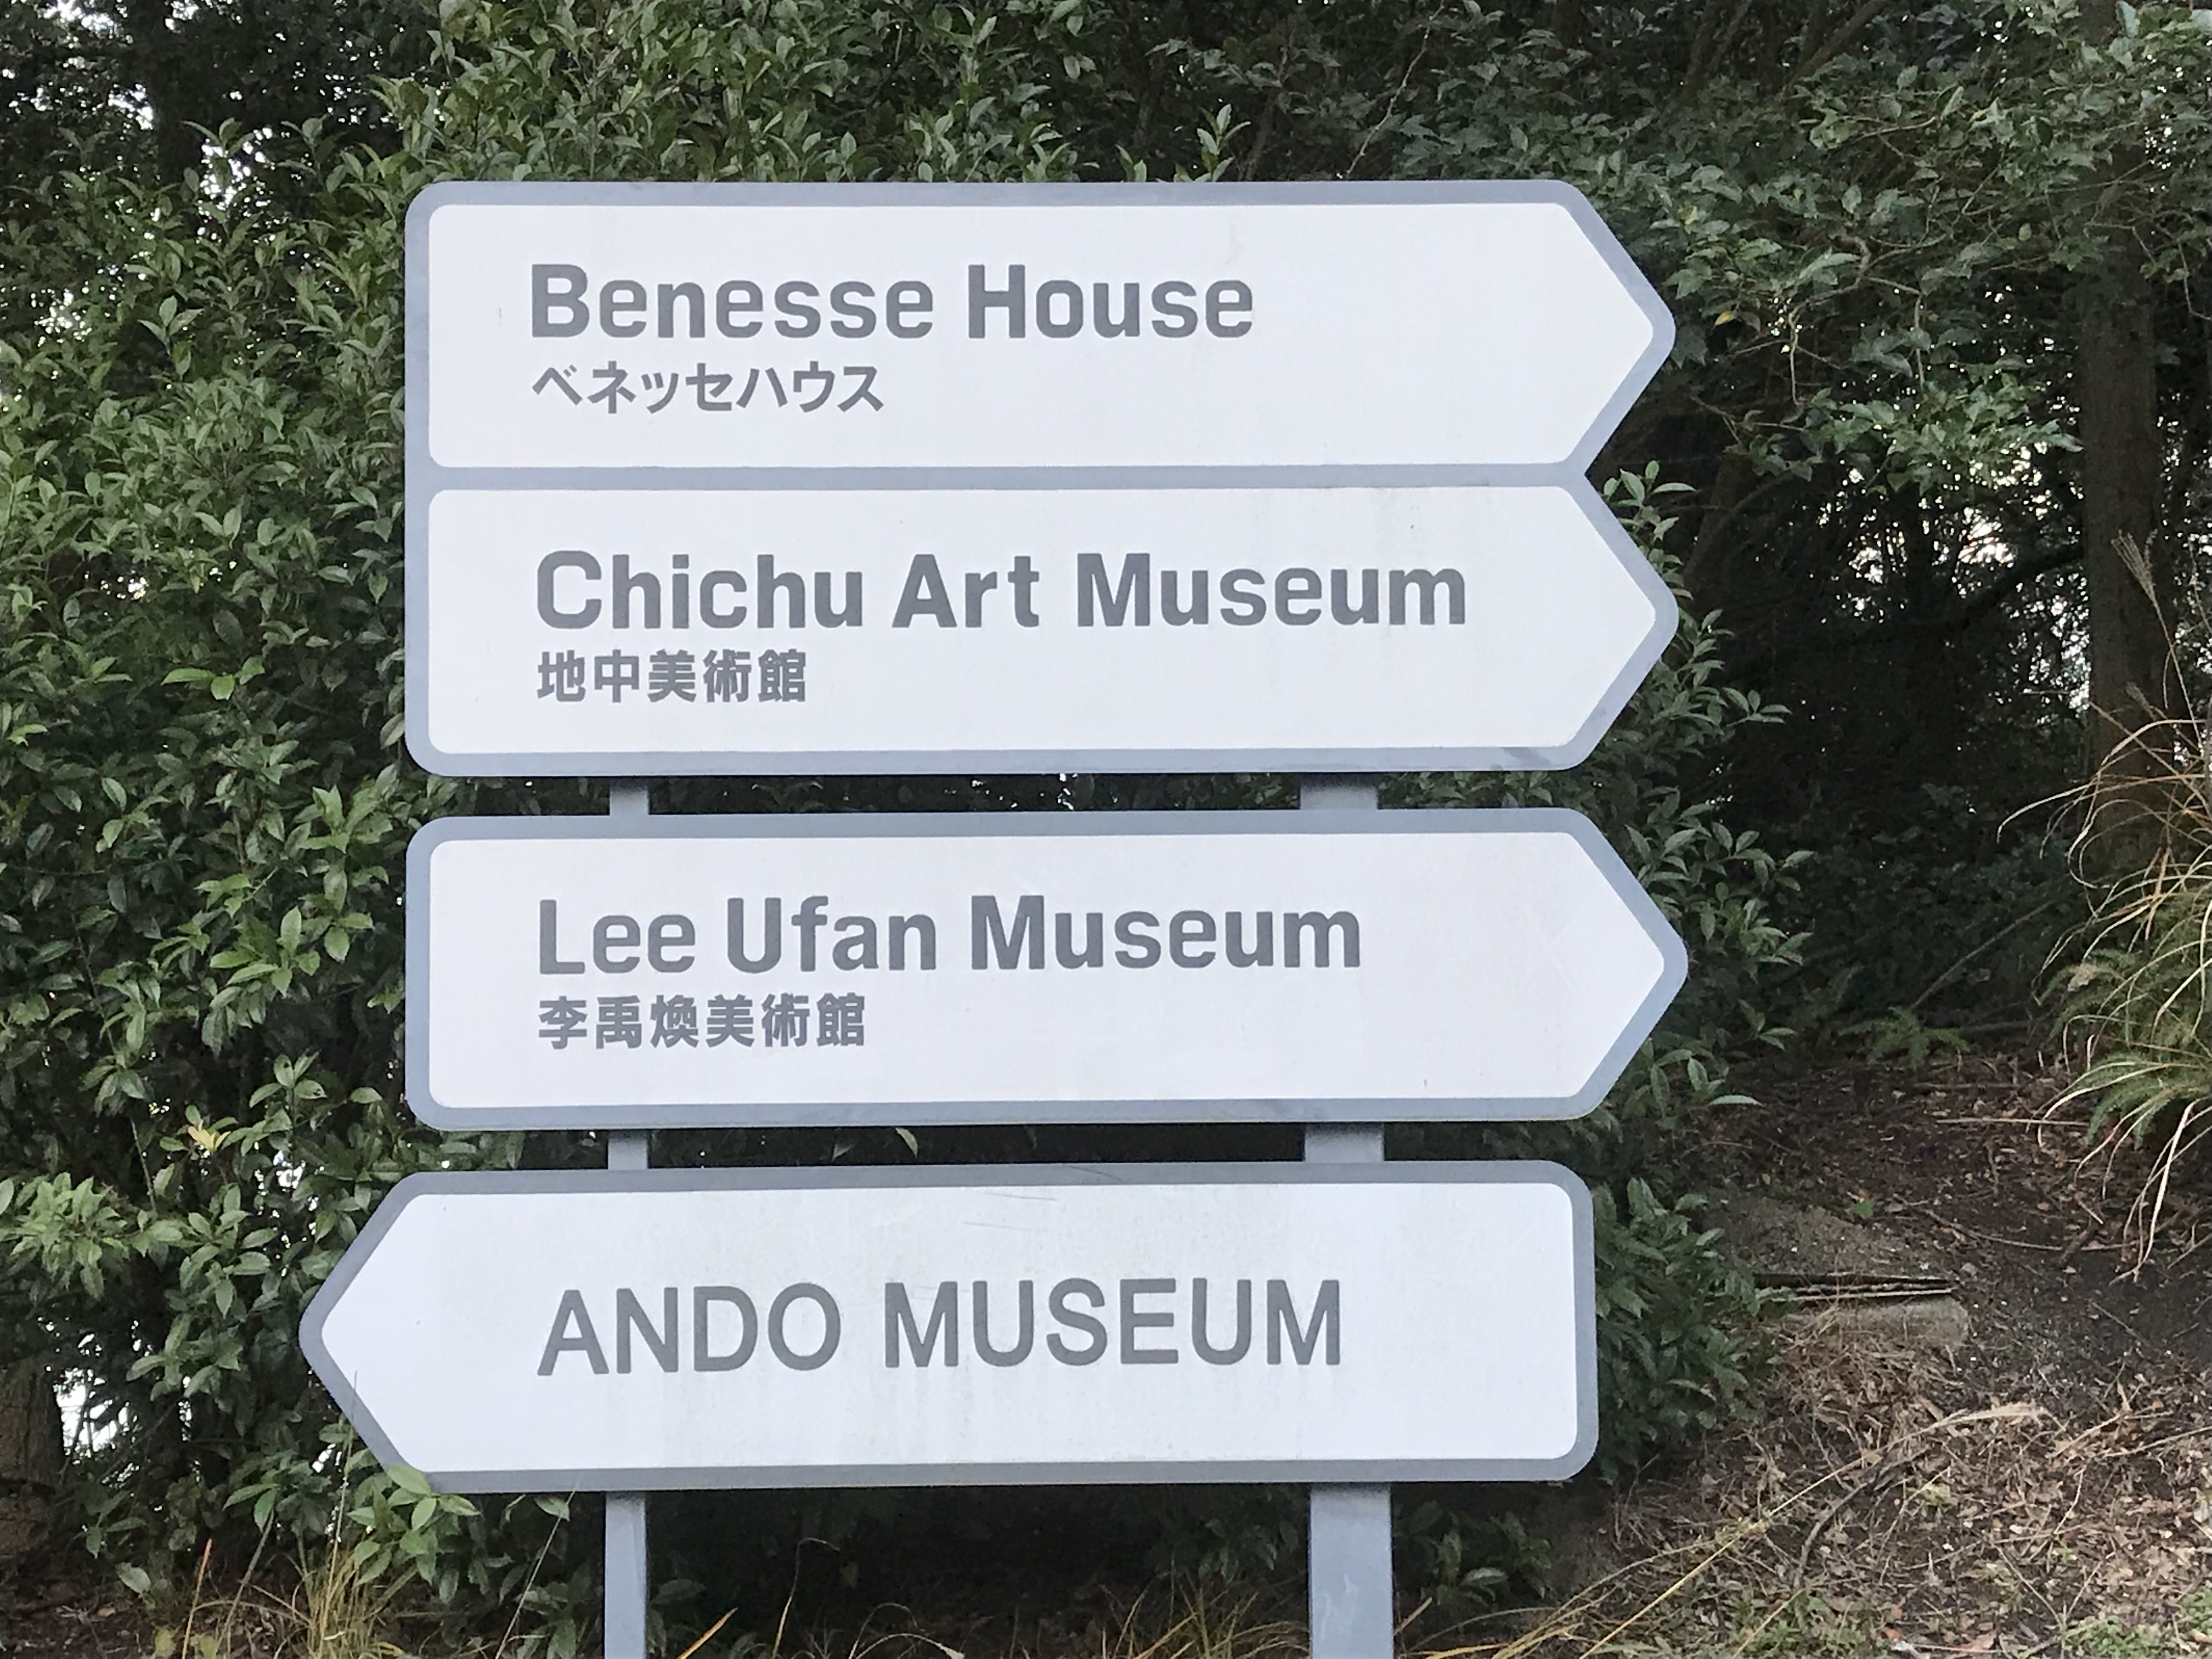 Benesse House
ベネッセハウス
Chichu Art Museum
地中美術館
Lee Ufan Museum
李禹煥美術館
ANDO MUSEUM